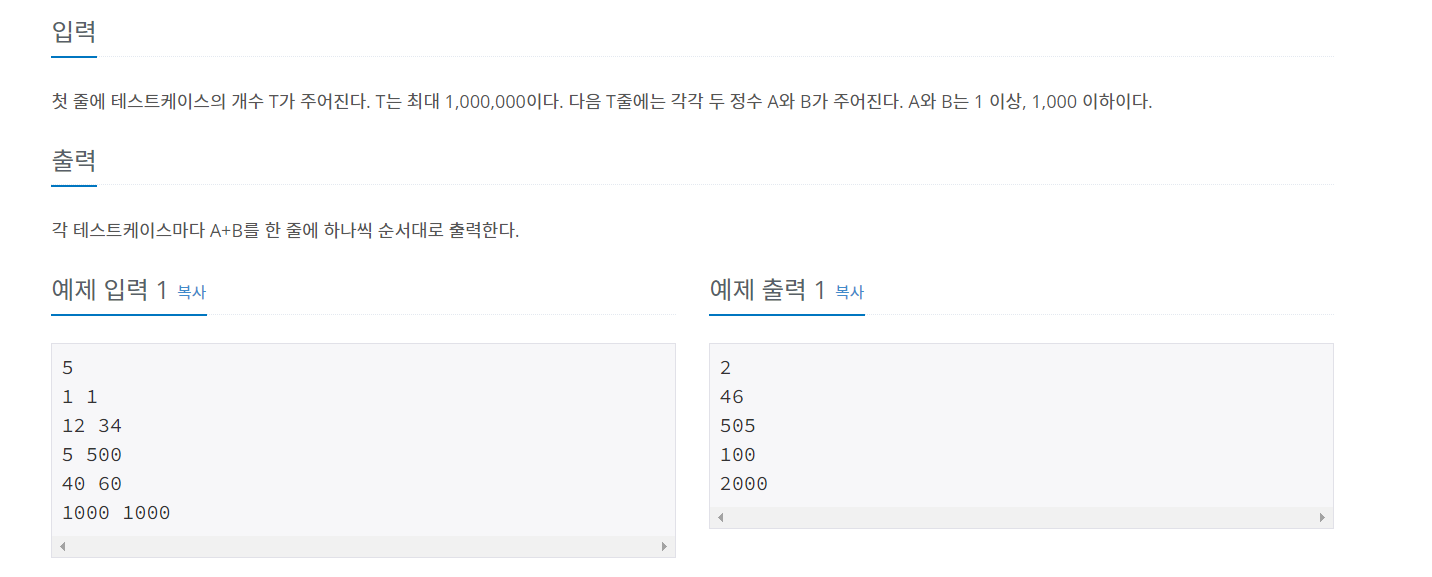 입력
첫 줄에 테스트케이스의 개수 T가 주어진다. T는 최대 1,000,000이다. 다음 T줄에는 각각 두 정수 A와 B가 주어진다. A와 B는 1 이상, 1,000 이하이다.
출력
각 테스트케이스마다 A+B를 한 줄에 하나씩 순서대로 출력한다.
예제 입력 1 복사
5
1 1
12 34
5 500
40 60
1000 1000
예제 출력 1 복사
2
46
505
100
2000